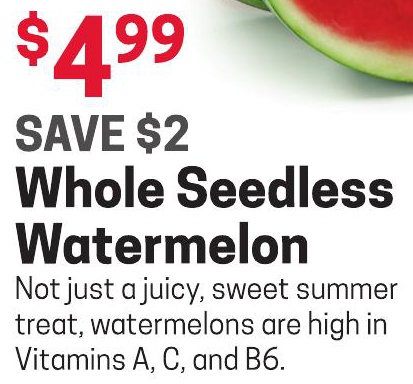 $4.99
SAVE $2
Whole Seedless
Watermelon
Not just a juicy, sweet summer
treat, watermelons are high in
Vitamins A, C, and B6.